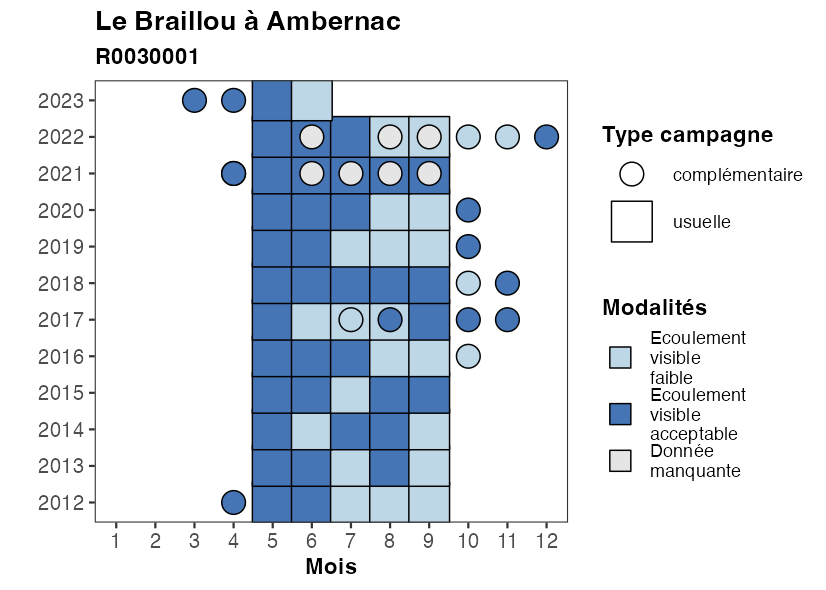 Le Braillou à Ambernac
R0030001
2023
2022
2021
2020
2019
2018
2017
2016
2015
2014
2013
2012
1 2 3 4 5 6 7 8 9 10 11 12
Mois
Type campagne
complémentaire
usuelle
Modalités
Ecoulement
visible
faible
Ecoulement
visible
acceptable
Donnée
manquante